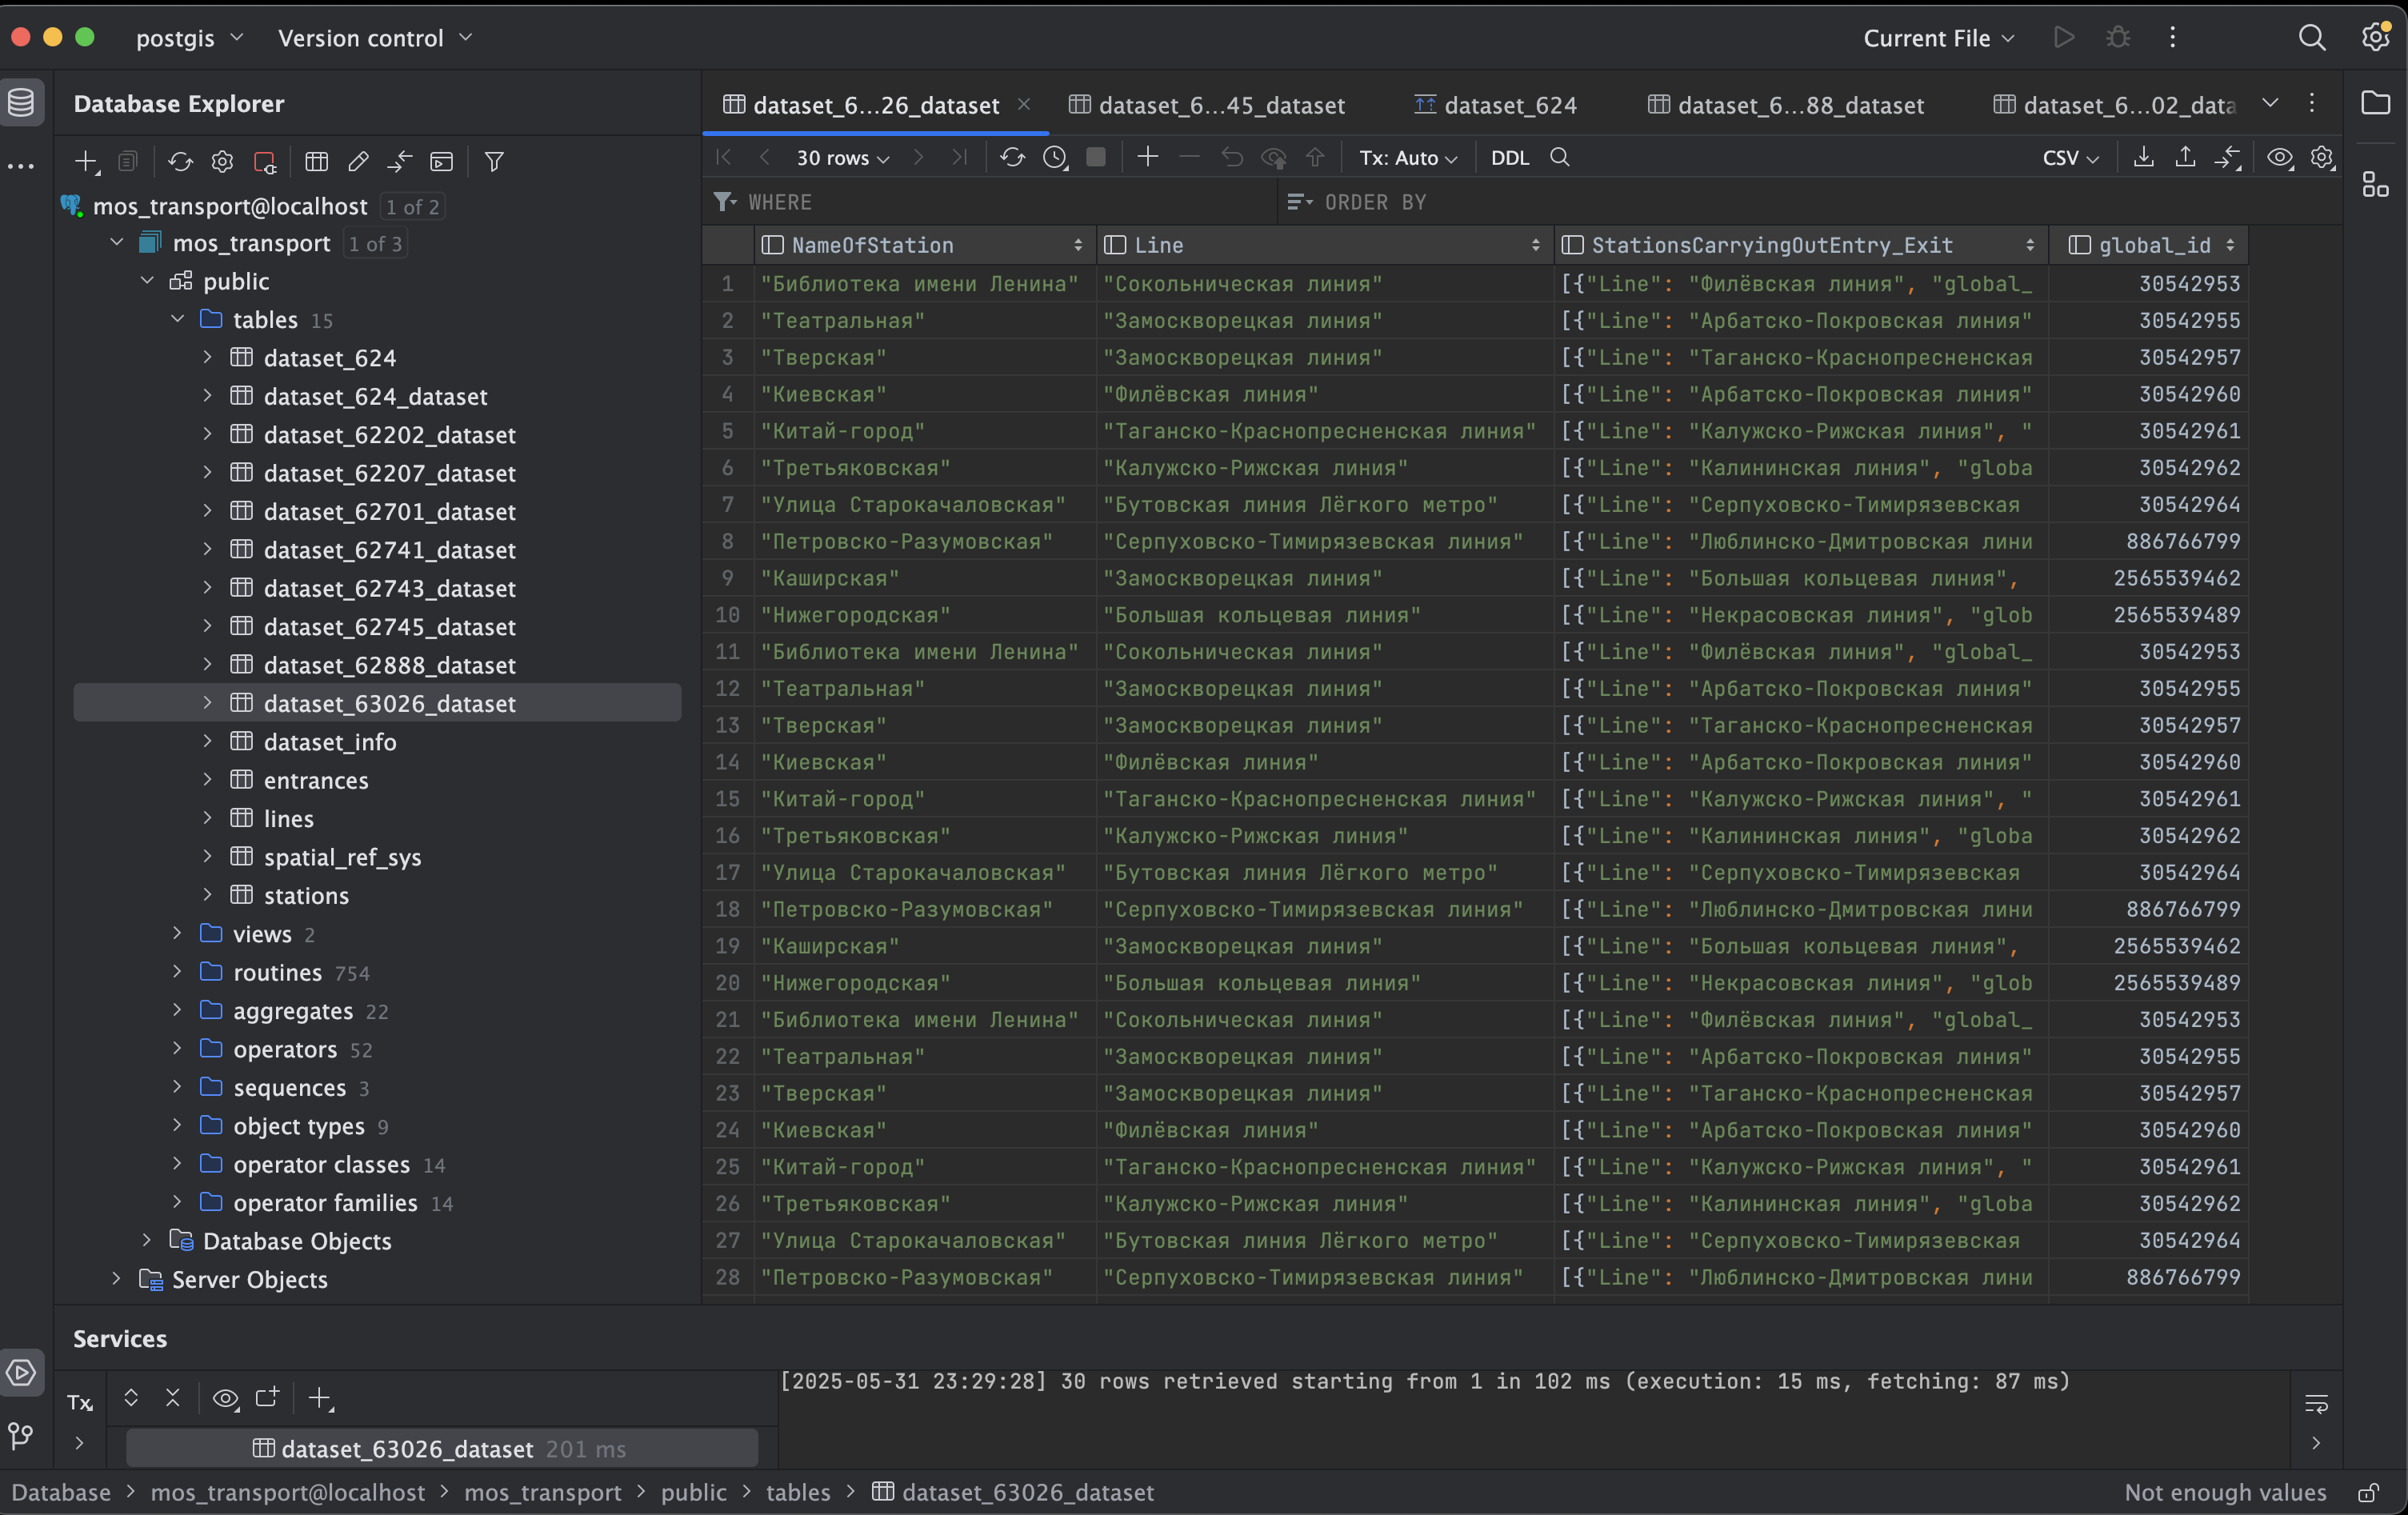 postgis Version control Current File
Database Explorer
dataset_6...26_dataset dataset_6...45_dataset dataset_624 dataset_6...88_dataset dataset_6...02_data
30 rows Tx: Auto DDL CSV
WHERE ORDER BY
mos_transport@localhost 1 of 2
mos_transport 1 of 3
public
tables 15
dataset_624
dataset_624_dataset
dataset_62202_dataset
dataset_62207_dataset
dataset_62701_dataset
dataset_62741_dataset
dataset_62743_dataset
dataset_62745_dataset
dataset_62888_dataset
dataset_63026_dataset
dataset_info
entrances
lines
spatial_ref_sys
stations
views 2
routines 754
aggregates 22
operators 52
sequences 3
object types 9
operator classes 14
operator families 14
Database Objects
Server Objects
NameOfStation Line StationsCarryingOutEntry_Exit global_id
1 "Библиотека имени Ленина" "Сокольническая линия" [{"Line": "Филёвская линия", "global_ 30542953
2 "Театральная" "Замоскворецкая линия" [{"Line": "Арбатско-Покровская линия" 30542955
3 "Тверская" "Замоскворецкая линия" [{"Line": "Таганско-Краснопресненская 30542957
4 "Киевская" "Филёвская линия" [{"Line": "Арбатско-Покровская линия" 30542960
5 "Китай-город" "Таганско-Краснопресненская линия" [{"Line": "Калужско-Рижская линия", " 30542961
6 "Третьяковская" "Калужско-Рижская линия" [{"Line": "Калининская линия", "globa 30542962
7 "Улица Старокачаловская" "Бутовская линия Лёгкого метро" [{"Line": "Серпуховско-Тимирязевская 30542964
8 "Петровско-Разумовская" "Серпуховско-Тимирязевская линия" [{"Line": "Люблинско-Дмитровская лини 886766799
9 "Каширская" "Замоскворецкая линия" [{"Line": "Большая кольцевая линия", 2565539462
10 "Нижегородская" "Большая кольцевая линия" [{"Line": "Некрасовская линия", "glob 2565539489
11 "Библиотека имени Ленина" "Сокольническая линия" [{"Line": "Филёвская линия", "global_ 30542953
12 "Театральная" "Замоскворецкая линия" [{"Line": "Арбатско-Покровская линия" 30542955
13 "Тверская" "Замоскворецкая линия" [{"Line": "Таганско-Краснопресненская 30542957
14 "Киевская" "Филёвская линия" [{"Line": "Арбатско-Покровская линия" 30542960
15 "Китай-город" "Таганско-Краснопресненская линия" [{"Line": "Калужско-Рижская линия", " 30542961
16 "Третьяковская" "Калужско-Рижская линия" [{"Line": "Калининская линия", "globa 30542962
17 "Улица Старокачаловская" "Бутовская линия Лёгкого метро" [{"Line": "Серпуховско-Тимирязевская 30542964
18 "Петровско-Разумовская" "Серпуховско-Тимирязевская линия" [{"Line": "Люблинско-Дмитровская лини 886766799
19 "Каширская" "Замоскворецкая линия" [{"Line": "Большая кольцевая линия", 2565539462
20 "Нижегородская" "Большая кольцевая линия" [{"Line": "Некрасовская линия", "glob 2565539489
21 "Библиотека имени Ленина" "Сокольническая линия" [{"Line": "Филёвская линия", "global_ 30542953
22 "Театральная" "Замоскворецкая линия" [{"Line": "Арбатско-Покровская линия" 30542955
23 "Тверская" "Замоскворецкая линия" [{"Line": "Таганско-Краснопресненская 30542957
24 "Киевская" "Филёвская линия" [{"Line": "Арбатско-Покровская линия" 30542960
25 "Китай-город" "Таганско-Краснопресненская линия" [{"Line": "Калужско-Рижская линия", " 30542961
26 "Третьяковская" "Калужско-Рижская линия" [{"Line": "Калининская линия", "globa 30542962
27 "Улица Старокачаловская" "Бутовская линия Лёгкого метро" [{"Line": "Серпуховско-Тимирязевская 30542964
28 "Петровско-Разумовская" "Серпуховско-Тимирязевская линия" [{"Line": "Люблинско-Дмитровская лини 886766799
Services
Tx
dataset_63026_dataset 201 ms
[2025-05-31 23:29:28] 30 rows retrieved starting from 1 in 102 ms (execution: 15 ms, fetching: 87 ms)
Database > mos_transport@localhost > mos_transport > public > tables > dataset_63026_dataset Not enough values